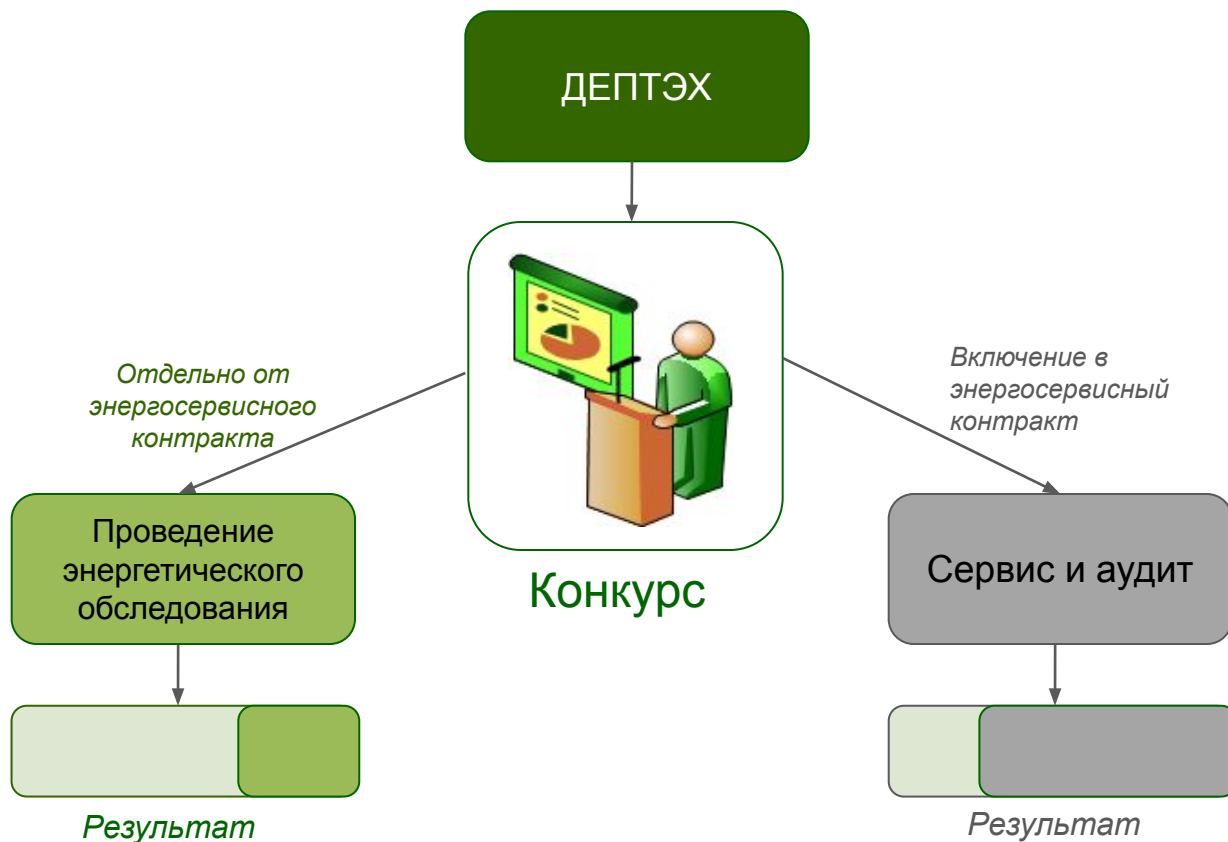 ДЕПТЭХ
Отдельно от
энергосервисного
контракта
Включение в
энергосервисный
контракт
Проведение
энергетического
обследования
Конкурс
Сервис и аудит
Результат
Результат